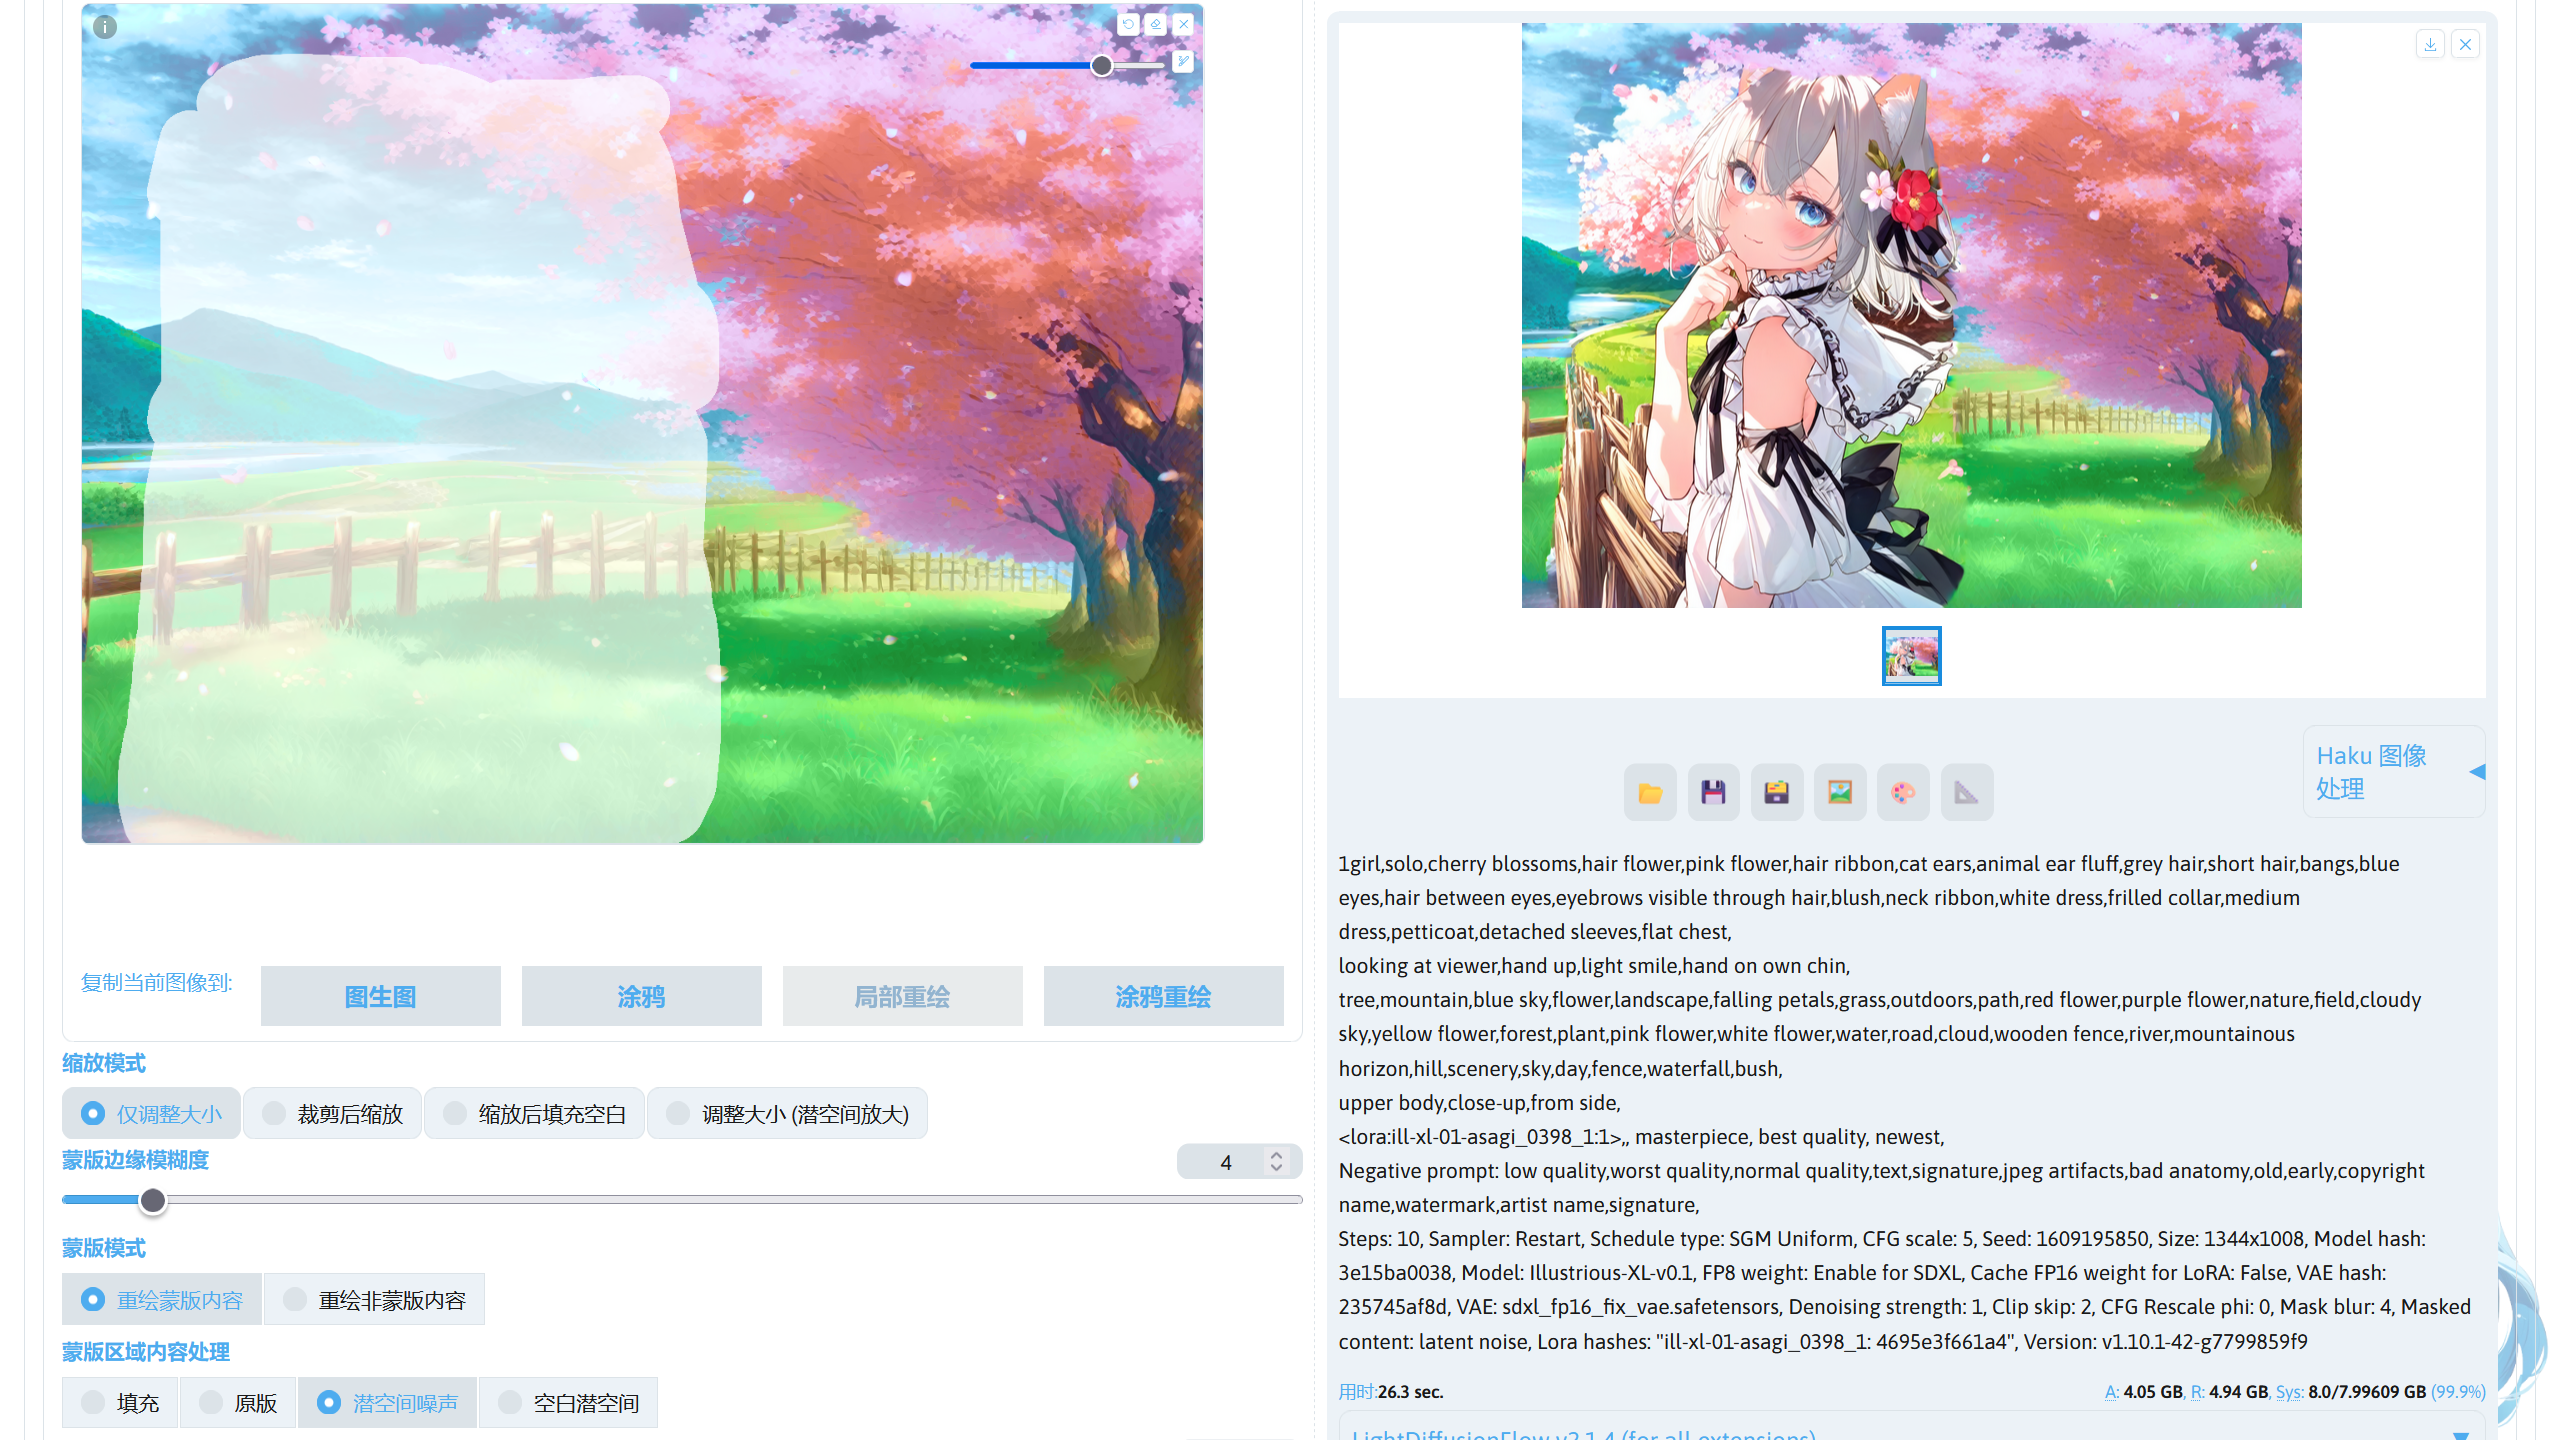 复制当前图像到:
图生图
涂鸦
局部重绘
涂鸦重绘
缩放模式
仅调整大小
裁剪后缩放
缩放后填充空白
调整大小 (潜空间放大)
蒙版边缘模糊度
4
蒙版模式
重绘蒙版内容
重绘非蒙版内容
蒙版区域内容处理
填充
原版
潜空间噪声
空白潜空间
Haku 图像
处理
1girl,solo,cherry blossoms,hair flower,pink flower,hair ribbon,cat ears,animal ear fluff,grey hair,short hair,bangs,blue
eyes,hair between eyes,eyebrows visible through hair,blush,neck ribbon,white dress,frilled collar,medium
dress,petticoat,detached sleeves,flat chest,
looking at viewer,hand up,light smile,hand on own chin,
tree,mountain,blue sky,flower,landscape,falling petals,grass,outdoors,path,red flower,purple flower,nature,field,cloudy
sky,yellow flower,forest,plant,pink flower,white flower,water,road,cloud,wooden fence,river,mountainous
horizon,hill,scenery,sky,day,fence,waterfall,bush,
upper body,close-up,from side,
<lora:ill-xl-01-asagi_0398_1:1>,, masterpiece, best quality, newest,
Negative prompt: low quality,worst quality,normal quality,text,signature,jpeg artifacts,bad anatomy,old,early,copyright
name,watermark,artist name,signature,
Steps: 10, Sampler: Restart, Schedule type: SGM Uniform, CFG scale: 5, Seed: 1609195850, Size: 1344x1008, Model hash:
3e15ba0038, Model: Illustrious-XL-v0.1, FP8 weight: Enable for SDXL, Cache FP16 weight for LoRA: False, VAE hash:
235745af8d, VAE: sdxl_fp16_fix_vae.safetensors, Denoising strength: 1, Clip skip: 2, CFG Rescale phi: 0, Mask blur: 4, Masked
content: latent noise, Lora hashes: "ill-xl-01-asagi_0398_1: 4695e3f661a4", Version: v1.10.1-42-g7799859f9
用时:26.3 sec.
A: 4.05 GB, R: 4.94 GB, Sys: 8.0/7.99609 GB (99.9%)
LightDiffusionFlow v2.1.4 (for all extensions)